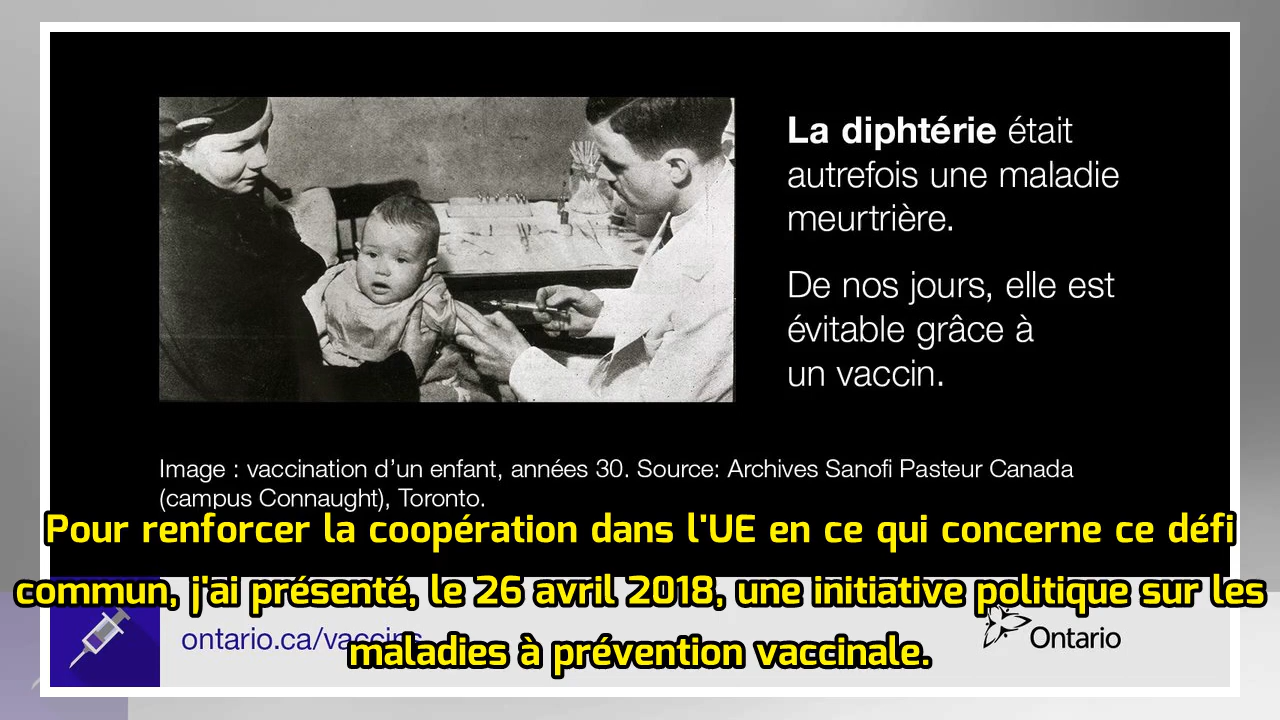 La diphtérie était
autrefois une maladie
meurtrière.
De nos jours, elle est
évitable grâce à
un vaccin.
Image : vaccination d’un enfant, années 30. Source: Archives Sanofi Pasteur Canada
(campus Connaught), Toronto.
Pour renforcer la coopération dans l'UE en ce qui concerne ce défi
commun, j'ai présenté, le 26 avril 2018, une initiative politique sur les
maladies à prévention vaccinale.
ontario.ca/vaccins
Ontario